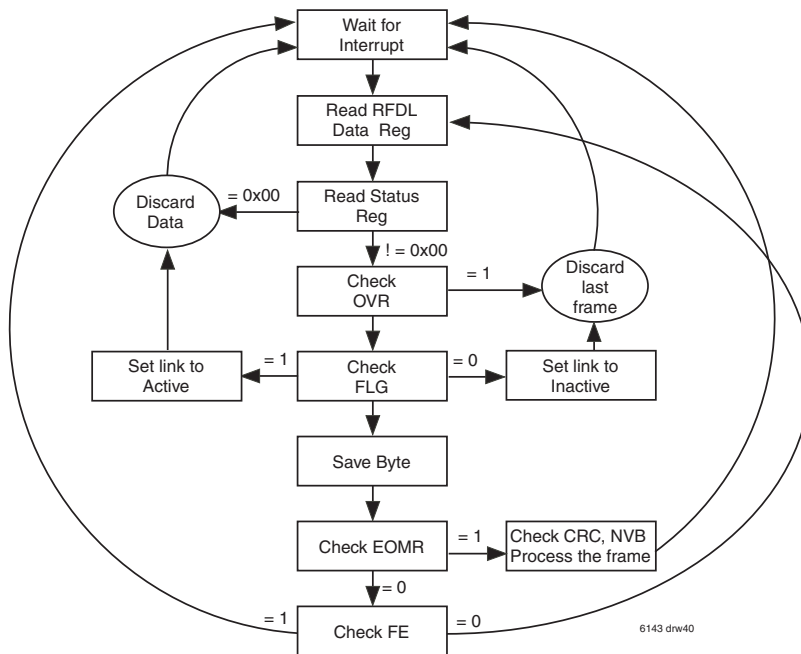 Wait for
Interrupt
Read RFDL
Data Reg
= 0x00
Discard
Data
Read Status
Reg
! = 0x00
Check
OVR
= 1
Discard
last
frame
Set link to
Active
= 1
Check
FLG
= 0
Set link to
Inactive
Save Byte
Check EOMR
= 1
Check CRC, NVB
Process the frame
= 0
= 1
Check FE
= 0
6143 drw40